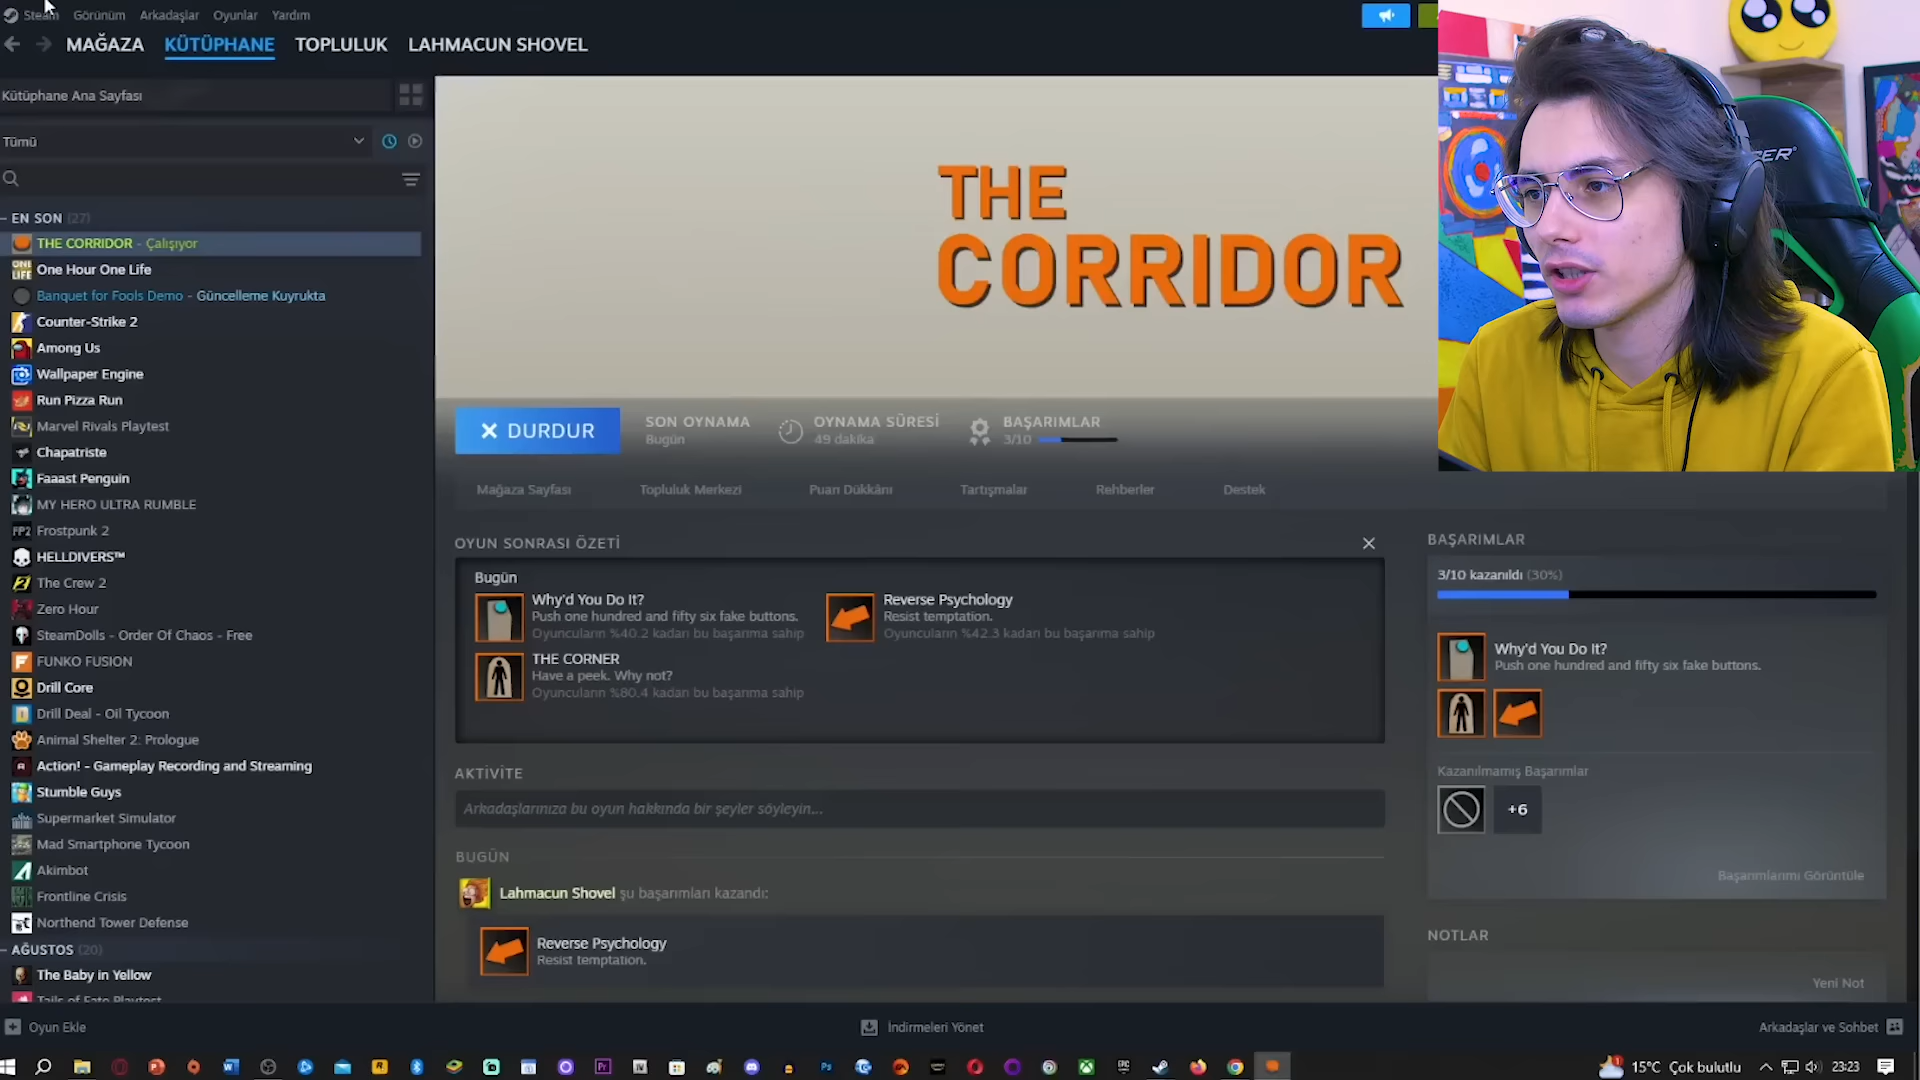 Steam Görünüm Arkadaşlar Oyunlar Yardım
MAĞAZA KÜTÜPHANE TOPLULUK LAHMACUN SHOVEL
Kütüphane Ana Sayfası
Tümü
- EN SON (27)
THE CORRIDOR - Çalışıyor
One Hour One Life
Banquet for Fools Demo - Güncelleme Kuyrukta
Counter-Strike 2
Among Us
Wallpaper Engine
Run Pizza Run
Marvel Rivals Playtest
Chapatriste
Faaast Penguin
MY HERO ULTRA RUMBLE
Frostpunk 2
HELLDIVERS™
The Crew 2
Zero Hour
SteamDolls - Order Of Chaos - Free
FUNKO FUSION
Drill Core
Drill Deal - Oil Tycoon
Animal Shelter 2: Prologue
Action! - Gameplay Recording and Streaming
Stumble Guys
Supermarket Simulator
Mad Smartphone Tycoon
Akimbot
Frontline Crisis
Northend Tower Defense
- AĞUSTOS (20)
The Baby in Yellow
Tails of Fate Playtest
Oyun Ekle
THE
CORRIDOR
DURDUR
SON OYNAMA
Bugün
OYNAMA SÜRESİ
49 dakika
BAŞARIMLAR
3/10
Mağaza Sayfası Topluluk Merkezi Puan Dükkânı Tartışmalar Rehberler Destek
OYUN SONRASI ÖZETİ
Bugün
Why'd You Do It?
Push one hundred and fifty six fake buttons.
Oyuncuların %40.2 kadarı bu başarıma sahip
Reverse Psychology
Resist temptation.
Oyuncuların %42.3 kadarı bu başarıma sahip
THE CORNER
Have a peek. Why not?
Oyuncuların %80.4 kadarı bu başarıma sahip
AKTİVİTE
Arkadaşlarınıza bu oyun hakkında bir şeyler söyleyin...
BUGÜN
Lahmacun Shovel şu başarımları kazandı:
Reverse Psychology
Resist temptation.
BAŞARIMLAR
3/10 kazanıldı (30%)
Why'd You Do It?
Push one hundred and fifty six fake buttons.
Kazanılmamış Başarımlar
+6
Başarımlarımı Görüntüle
NOTLAR
Yeni Not
İndirmeleri Yönet
Arkadaşlar ve Sohbet
15°C Çok bulutlu
23:23